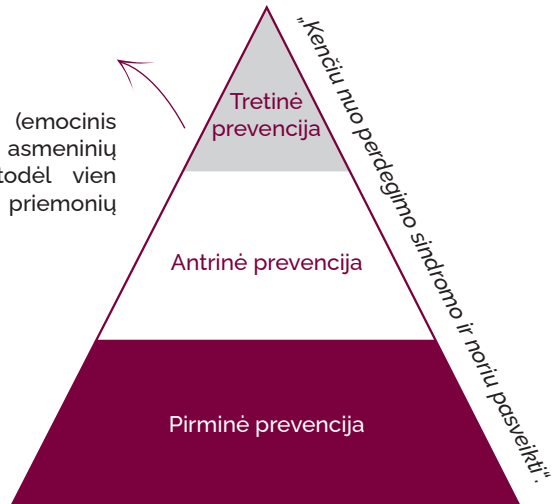 (emocinis
asmeninių
todėl vien
priemonių
Tretinė
prevencija
Antrinė prevencija
Pirminė prevencija
„Kenčiu nuo perdegimo sindromo ir noriu pasveikti“.